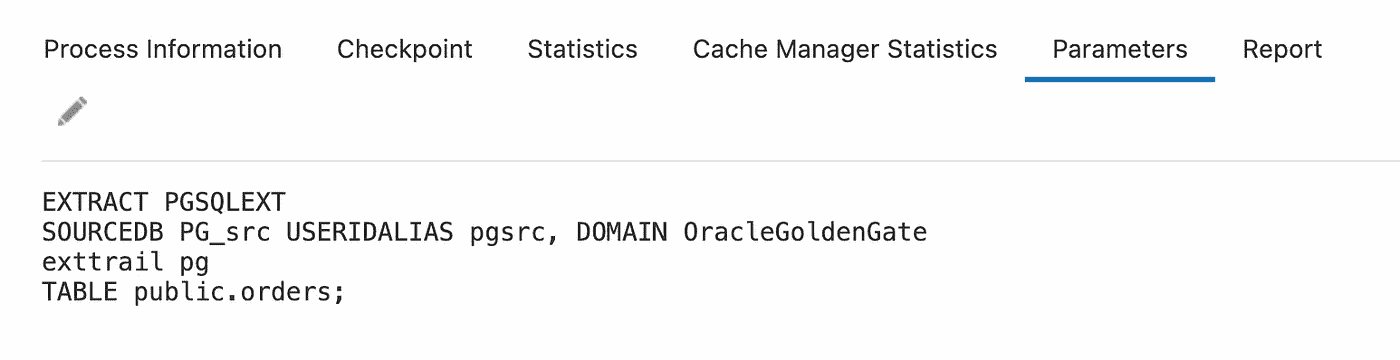 Process Information Checkpoint Statistics Cache Manager Statistics Parameters Report
EXTRACT PGSQLEXT
SOURCEDB PG_src USERIDALIAS pgsrc, DOMAIN OracleGoldenGate
exttrail pg
TABLE public.orders;